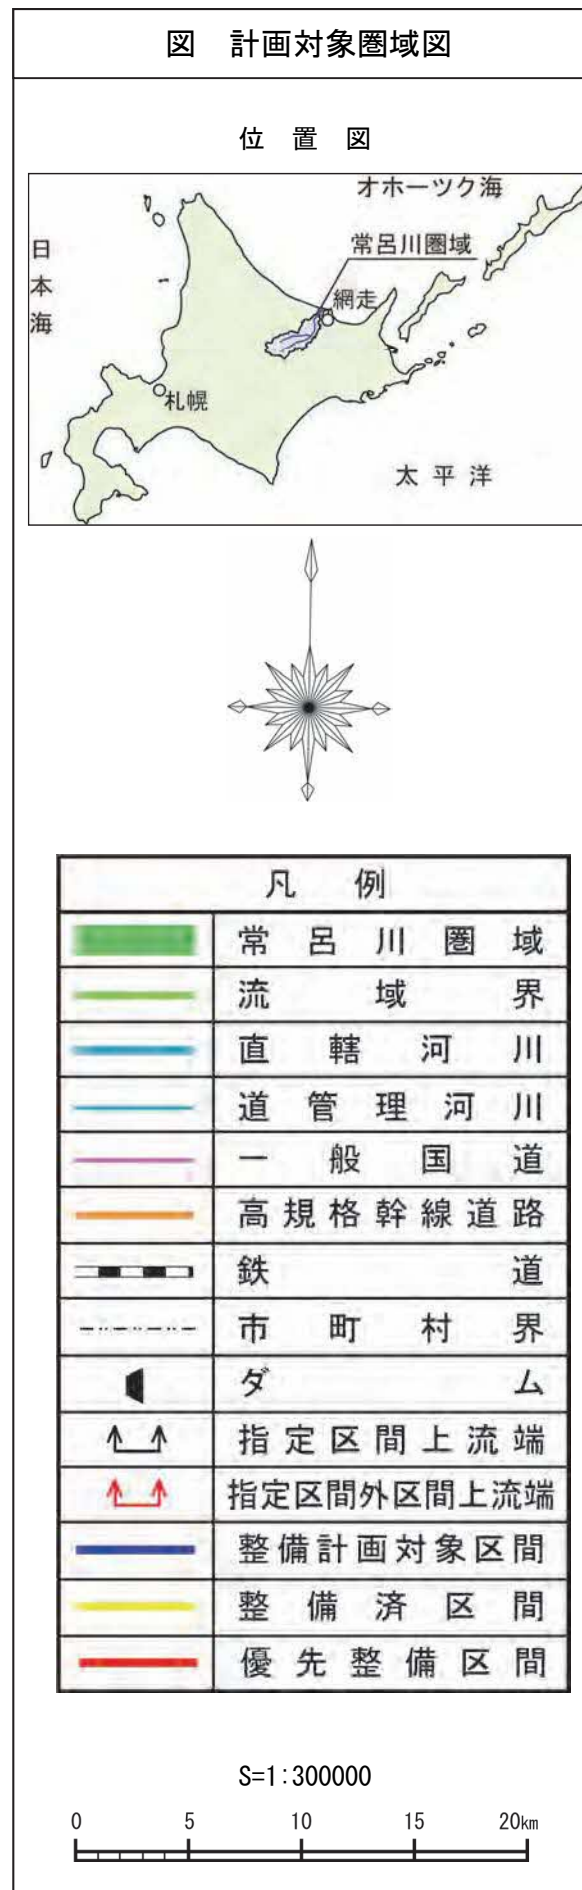 図 計画対象圏域図
位 置 図
オホーツク海
日本海
常呂川圏域
網走
札幌
太 平 洋
凡 例
常呂川圏域
流域界
直轄河川
道管理河川
一般国道
高規格幹線道路
鉄道
市町村界
ダム
指定区間上流端
指定区間外区間上流端
整備計画対象区間
整備済区間
優先整備区間
S=1:300000
0 5 10 15 20km